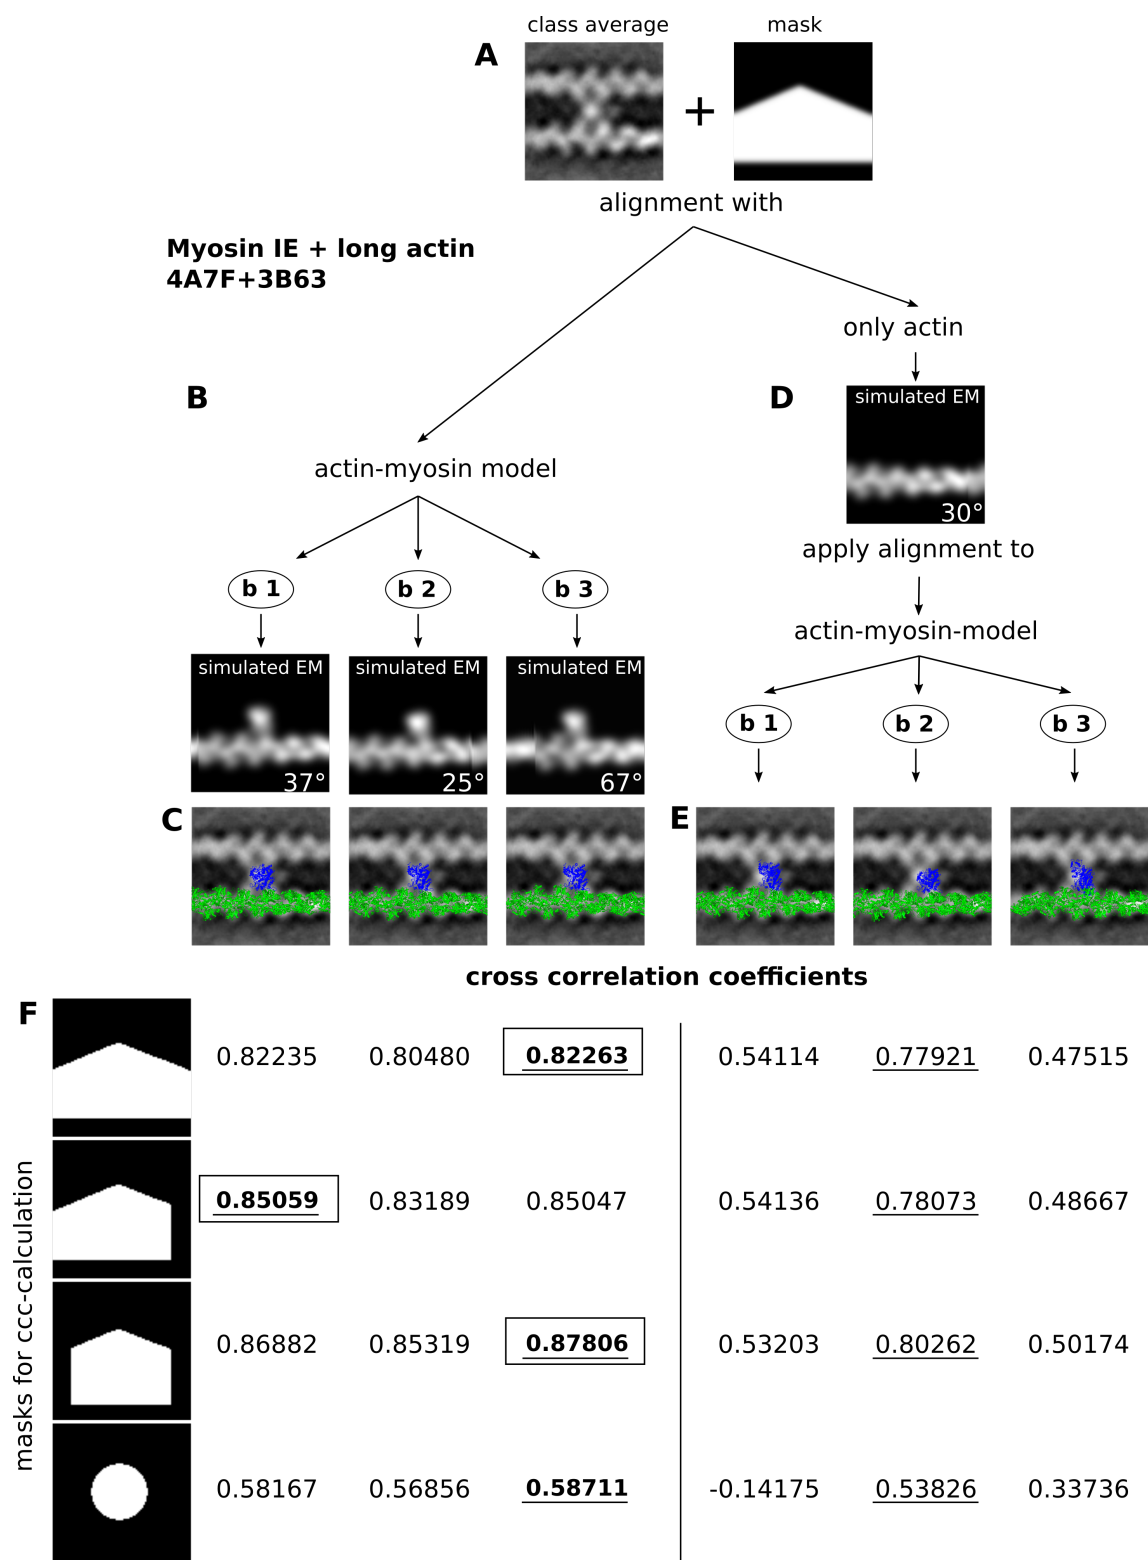 class average
mask
A
+
alignment with
Myosin IE + long actin
4A7F+3B63
only actin
B
D
simulated EM
30°
actin-myosin model
apply alignment to
b 1
b 2
b 3
actin-myosin-model
simulated EM
simulated EM
simulated EM
37°
25°
67°
b 1
b 2
b 3
C
E
cross correlation coefficients
F
masks for ccc-calculation
0.82235 0.80480 0.82263 0.54114 0.77921 0.47515
0.85059 0.83189 0.85047 0.54136 0.78073 0.48667
0.86882 0.85319 0.87806 0.53203 0.80262 0.50174
0.58167 0.56856 0.58711 -0.14175 0.53826 0.33736